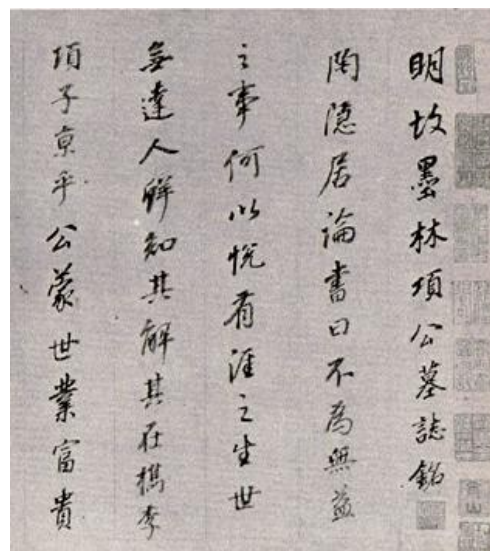 明故墨林項公墓誌銘
陶隱居論書曰不為無益
之事何以悅有涯之生世
無達人鮮知其解其在檇李
項子京乎公蒙世業富貴